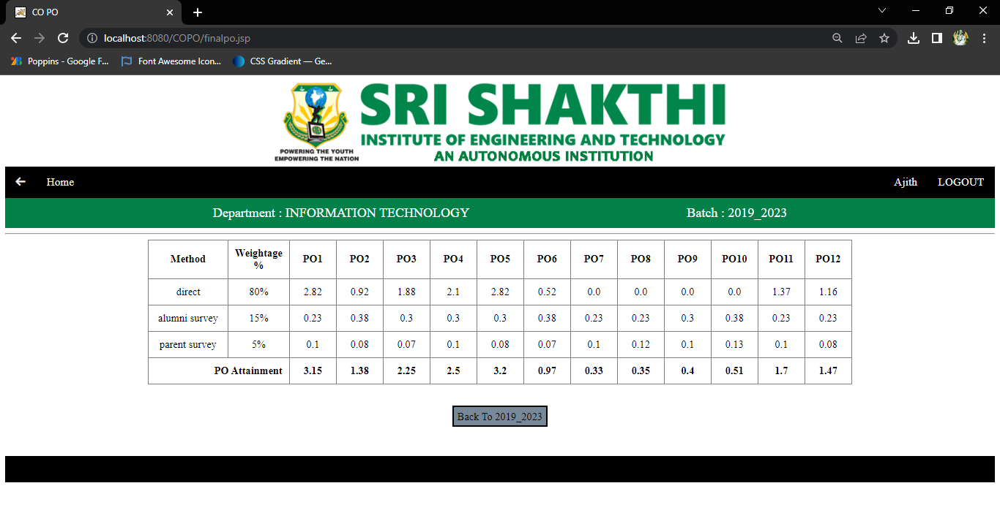 CO PO
localhost:8080/COPO/finalpo.jsp
Poppins - Google F... Font Awesome Icon... CSS Gradient — Ge...
SRI SHAKTHI
INSTITUTE OF ENGINEERING AND TECHNOLOGY
AN AUTONOMOUS INSTITUTION
POWERING THE YOUTH
EMPOWERING THE NATION
Home Ajith LOGOUT
Department : INFORMATION TECHNOLOGY Batch : 2019_2023
Method Weightage % PO1 PO2 PO3 PO4 PO5 PO6 PO7 PO8 PO9 PO10 PO11 PO12
direct 80% 2.82 0.92 1.88 2.1 2.82 0.52 0.0 0.0 0.0 0.0 1.37 1.16
alumni survey 15% 0.23 0.38 0.3 0.3 0.3 0.38 0.23 0.23 0.3 0.38 0.23 0.23
parent survey 5% 0.1 0.08 0.07 0.1 0.08 0.07 0.1 0.12 0.1 0.13 0.1 0.08
PO Attainment 3.15 1.38 2.25 2.5 3.2 0.97 0.33 0.35 0.4 0.51 1.7 1.47
Back To 2019_2023